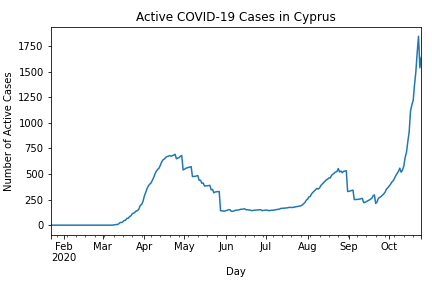 Active COVID-19 Cases in Cyprus
Number of Active Cases
1750
1500
1250
1000
750
500
250
0
Feb Mar Apr May Jun Jul Aug Sep Oct
2020
Day